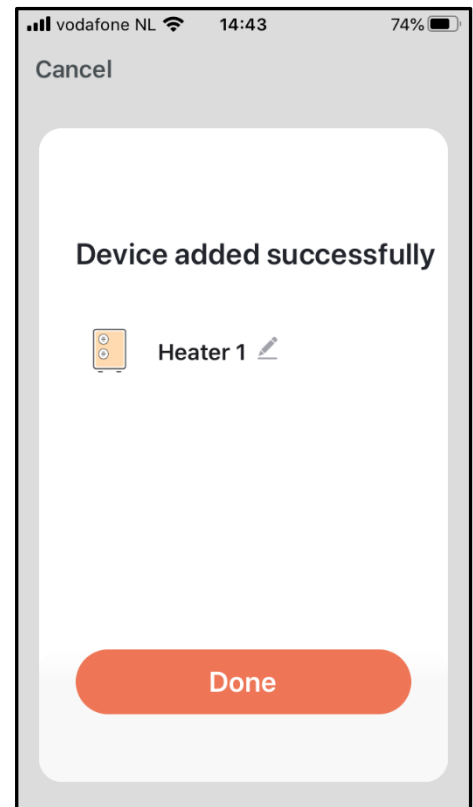 vodafone NL 14:43 74%
Cancel
Device added successfully
Heater 1
Done